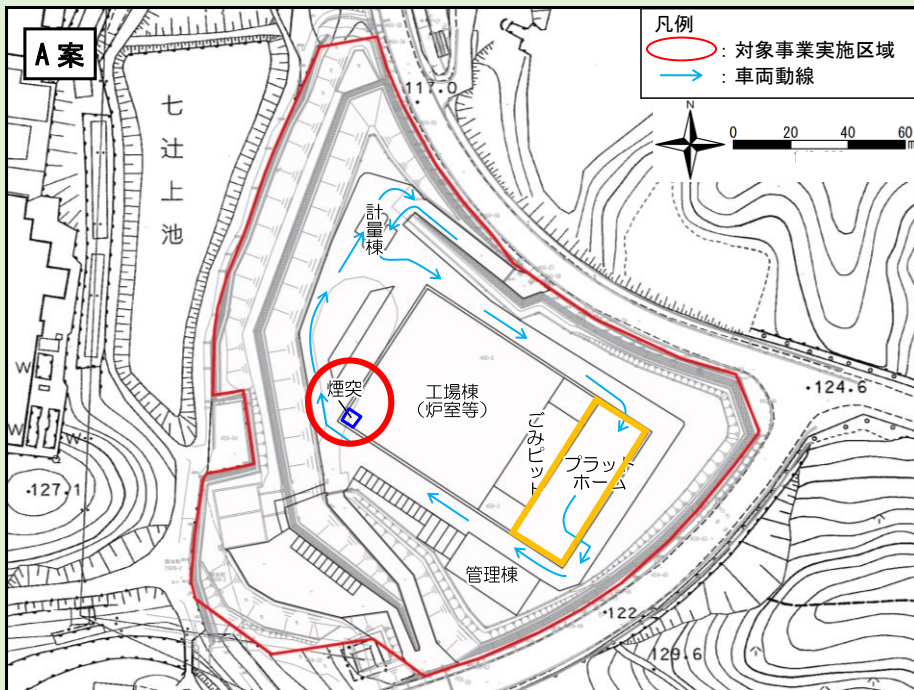 A案
凡例
: 対象事業実施区域
: 車両動線
N
0 20 40 60m
117.0
七辻上池
計量棟
煙突
工場棟
(炉室等)
ごみピット
プラットホーム
124.6
W
W
W
127.1
管理棟
122.
129.6